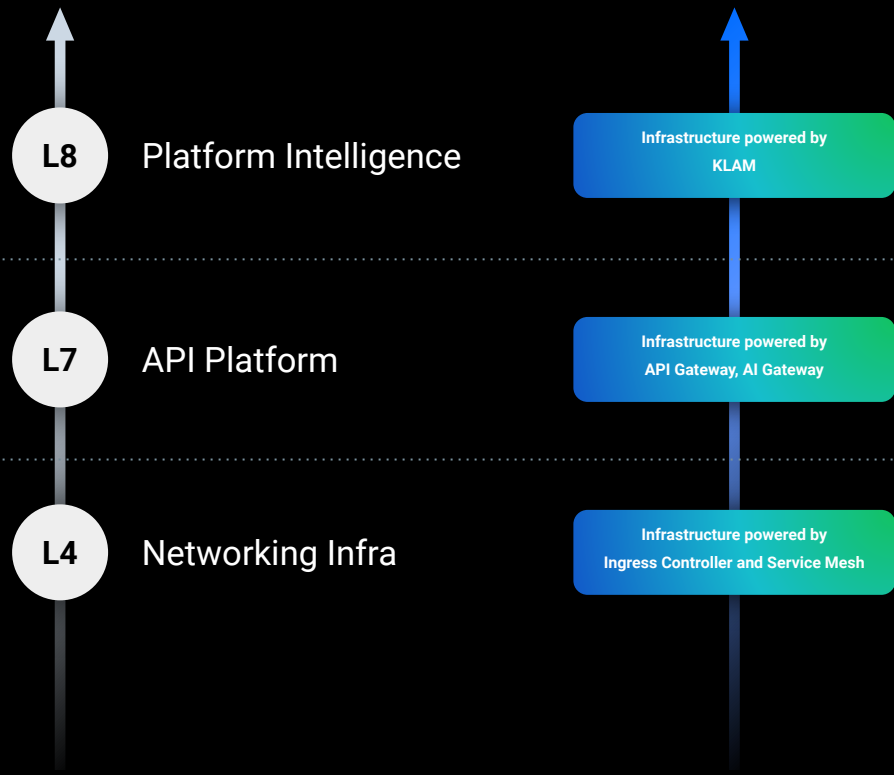 L8
Platform Intelligence
Infrastructure powered by
KLAM
L7
API Platform
Infrastructure powered by
API Gateway, AI Gateway
L4
Networking Infra
Infrastructure powered by
Ingress Controller and Service Mesh